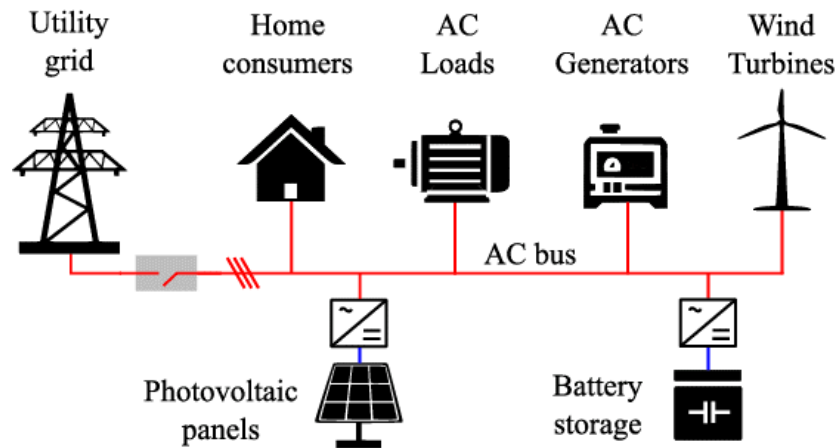 Utility
grid
Home
consumers
AC
Loads
AC
Generators
Wind
Turbines
AC bus
Photovoltaic
panels
Battery
storage